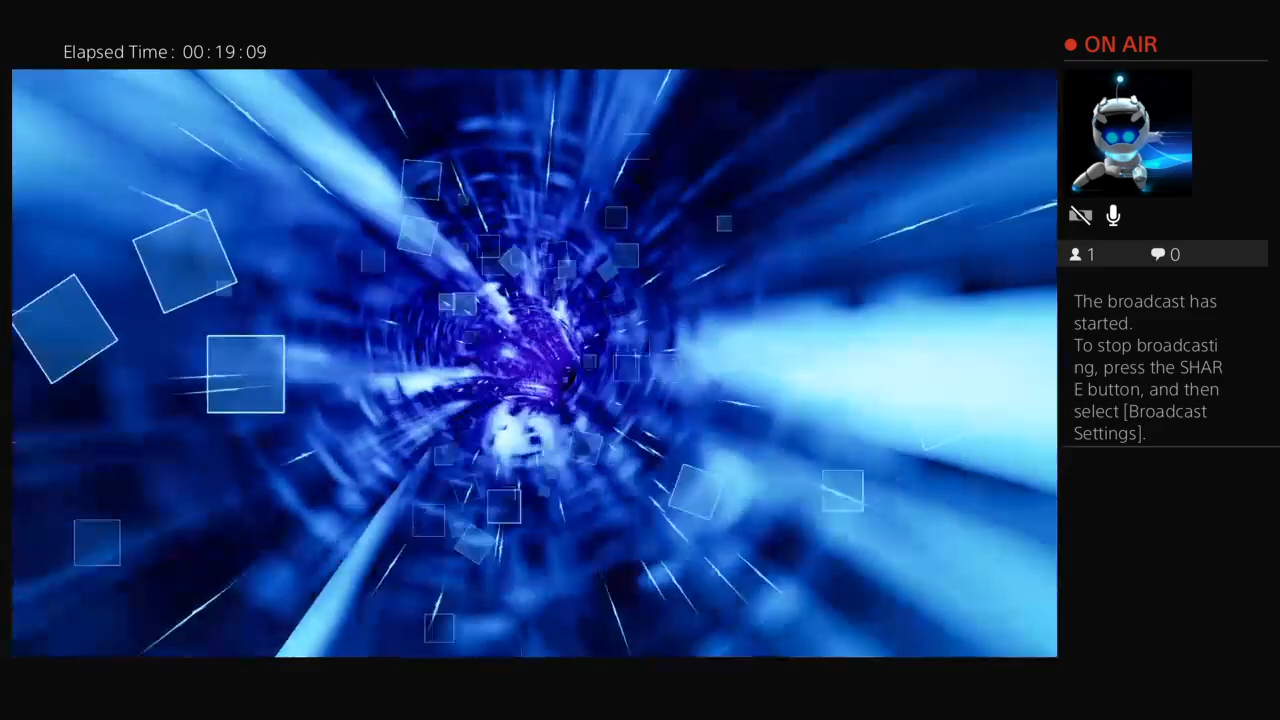 Elapsed Time: 00:19:09
ON AIR
1 0
The broadcast has
started.
To stop broadcasti
ng, press the SHAR
E button, and then
select [Broadcast
Settings].